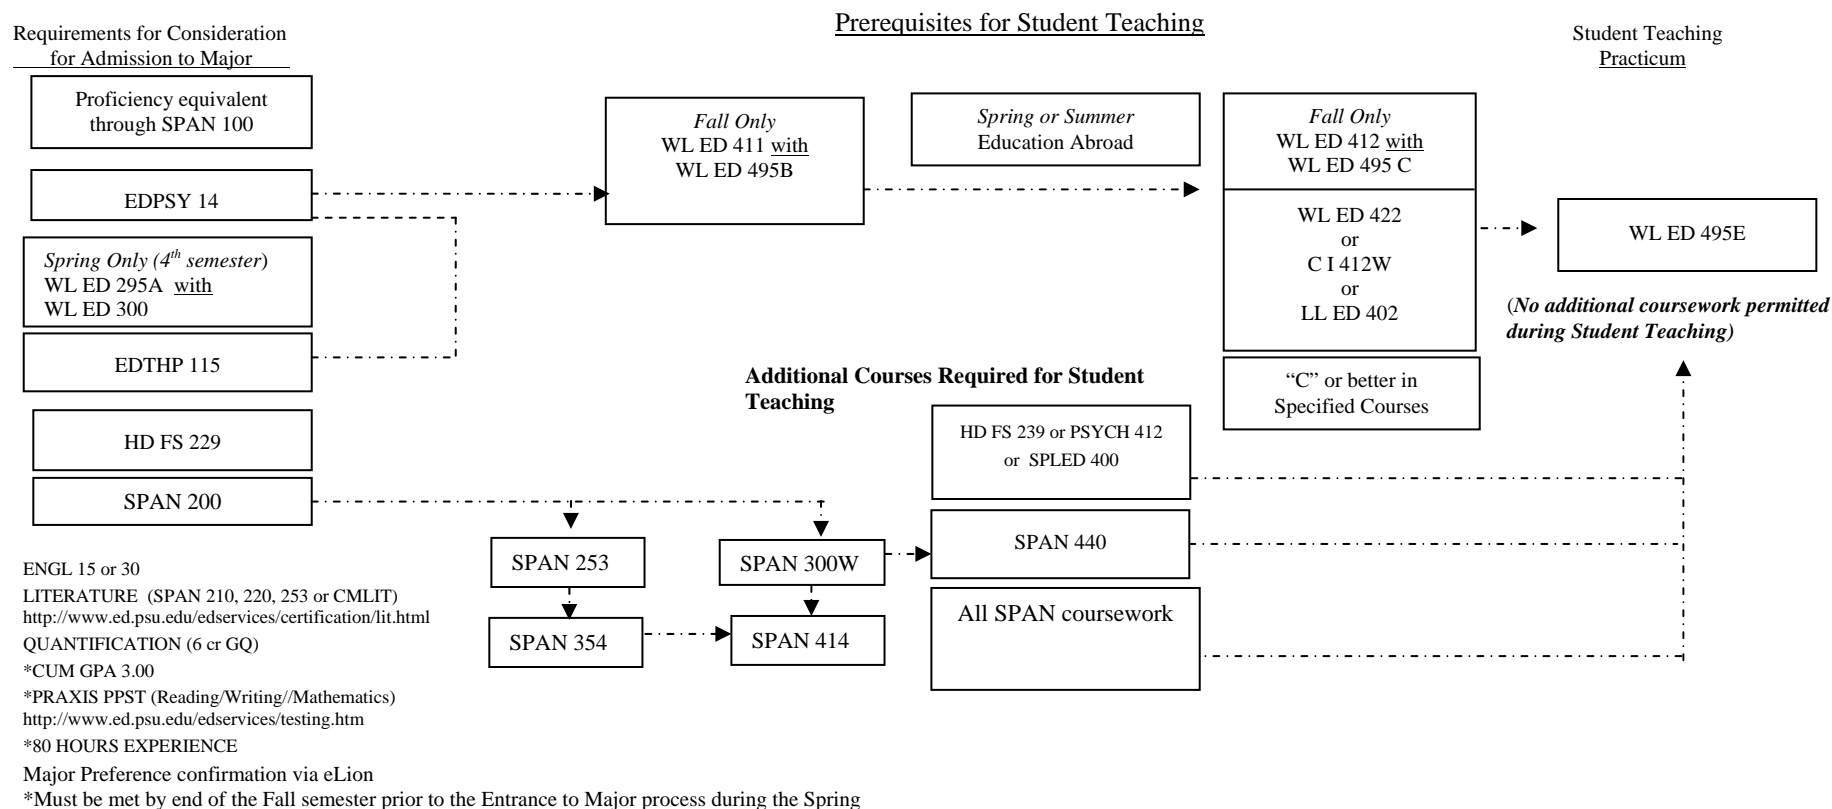 Prerequisites for Student Teaching
Requirements for Consideration
for Admission to Major
Student Teaching
Practicum
Proficiency equivalent
through SPAN 100
EDPSY 14
Spring Only (4th semester)
WL ED 295A with
WL ED 300
EDTHP 115
HD FS 229
SPAN 200
Fall Only
WL ED 411 with
WL ED 495B
Spring or Summer
Education Abroad
Fall Only
WL ED 412 with
WL ED 495 C
WL ED 422
or
C I 412W
or
LL ED 402
"C" or better in
Specified Courses
WL ED 495E
(No additional coursework permitted
during Student Teaching)
Additional Courses Required for Student
Teaching
HD FS 239 or PSYCH 412
or SPLED 400
SPAN 253
SPAN 300W
SPAN 440
SPAN 354
SPAN 414
All SPAN coursework
ENGL 15 or 30
LITERATURE (SPAN 210, 220, 253 or CMLIT)
http://www.ed.psu.edu/edservices/certification/lit.html
QUANTIFICATION (6 cr GQ)
*CUM GPA 3.00
*PRAXIS PPST (Reading/Writing//Mathematics)
http://www.ed.psu.edu/edservices/testing.htm
*80 HOURS EXPERIENCE
Major Preference confirmation via eLion
*Must be met by end of the Fall semester prior to the Entrance to Major process during the Spring